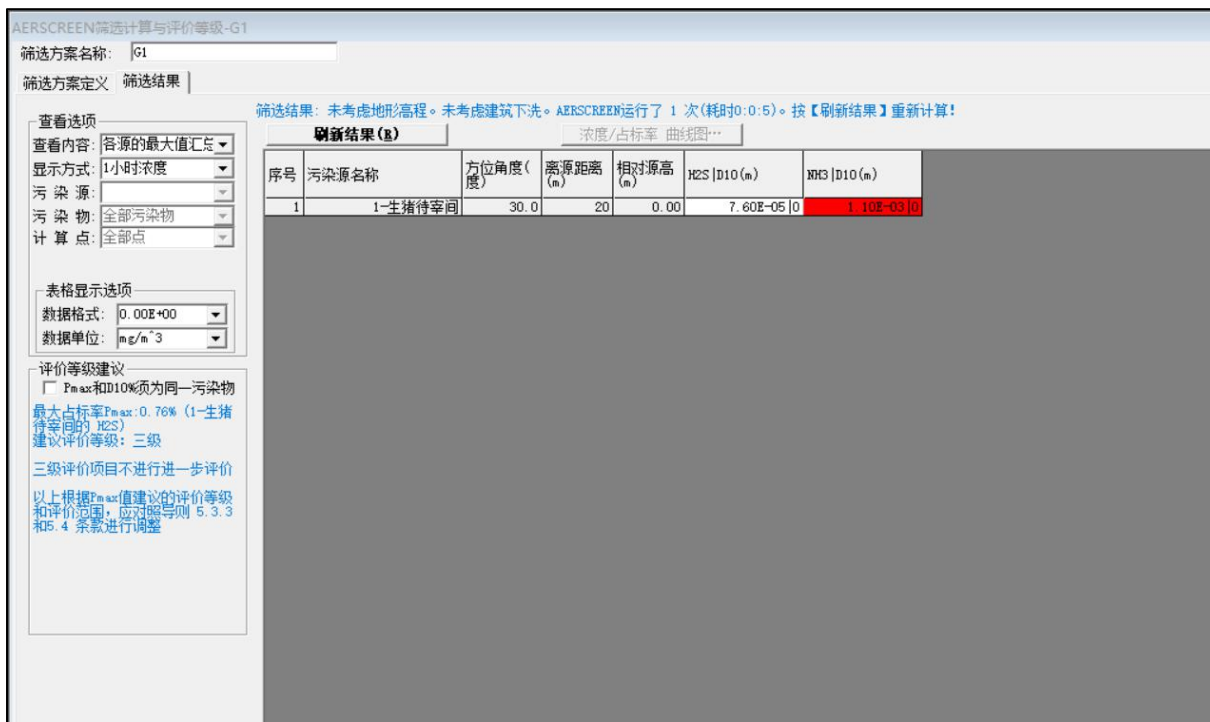 AERSCREEN筛选计算与评价等级-G1
筛选方案名称: G1
筛选方案定义 筛选结果
筛选结果: 未考虑地形高程。未考虑建筑下洗。AERSCREEN运行了 1 次(耗时0:0:5)。按【刷新结果】重新计算!
查看选项
查看内容: 各源的最大值汇总
显示方式: 1小时浓度
污 染 源:
污 染 物: 全部污染物
计 算 点: 全部点
表格显示选项
数据格式: 0.00E+00
数据单位: mg/m^3
评价等级建议
Pmax和D10%须为同一污染物
最大占标率Pmax:0.76% (1-生猪
待宰间的 H2S)
建议评价等级: 三级
三级评价项目不进行进一步评价
以上根据Pmax值建议的评价等级
和评价范围, 应对照导则 5.3.3
和5.4 条款进行调整
刷新结果(R) 浓度/占标率 曲线图…
序号 污染源名称 方位角度(度) 离源距离(m) 相对源高(m) H2S|D10(m) NH3|D10(m)
1 1-生猪待宰间 30.0 20 0.00 7.60E-05|0 1.10E-03|0